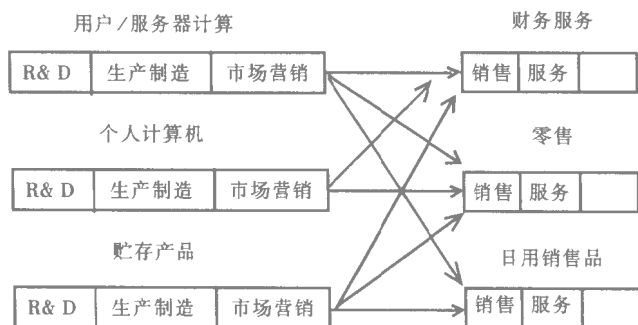 用户/服务器计算 财务服务
R& D 生产制造 市场营销 销售 服务
个人计算机 零售
R& D 生产制造 市场营销 销售 服务
贮存产品 日用销售品
R& D 生产制造 市场营销 销售 服务